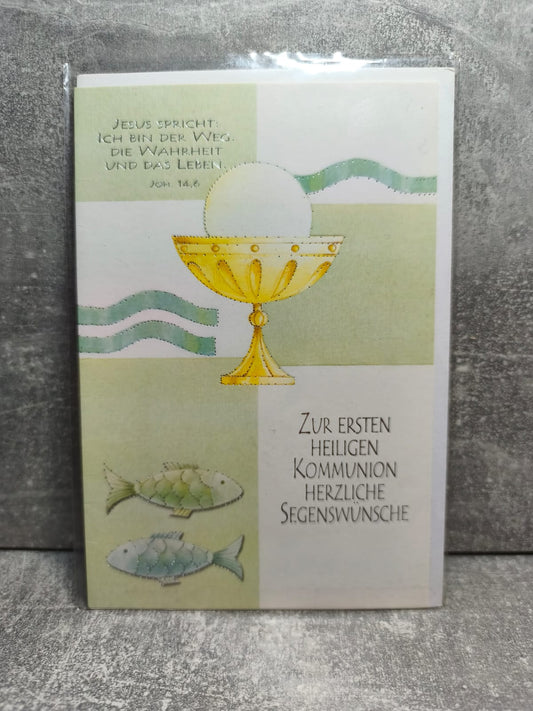 Jesus spricht:
Ich bin der Weg,
die Wahrheit
und das Leben.
Joh. 14,6
Zur ersten
heiligen
Kommunion
herzliche
Segenswünsche